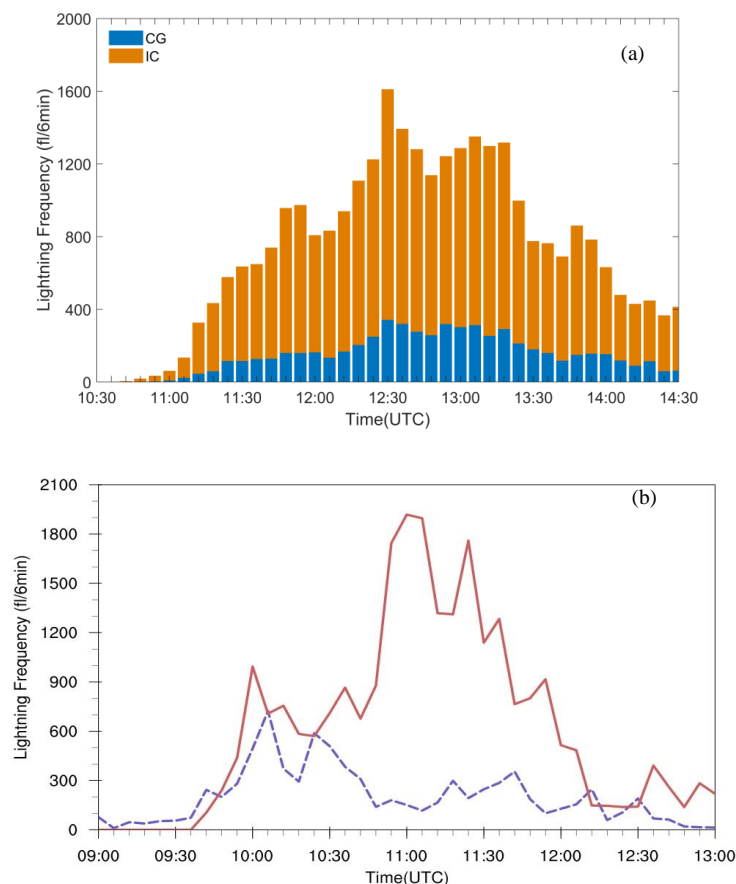 2000
CG
IC
(a)
1600
1200
800
400
0
Lightning Frequency (fl/6min)
10:30 11:00 11:30 12:00 12:30 13:00 13:30 14:00 14:30
Time(UTC)
2100
(b)
1800
1500
1200
900
600
300
0
Lightning Frequency (fl/6min)
09:00 09:30 10:00 10:30 11:00 11:30 12:00 12:30 13:00
Time(UTC)